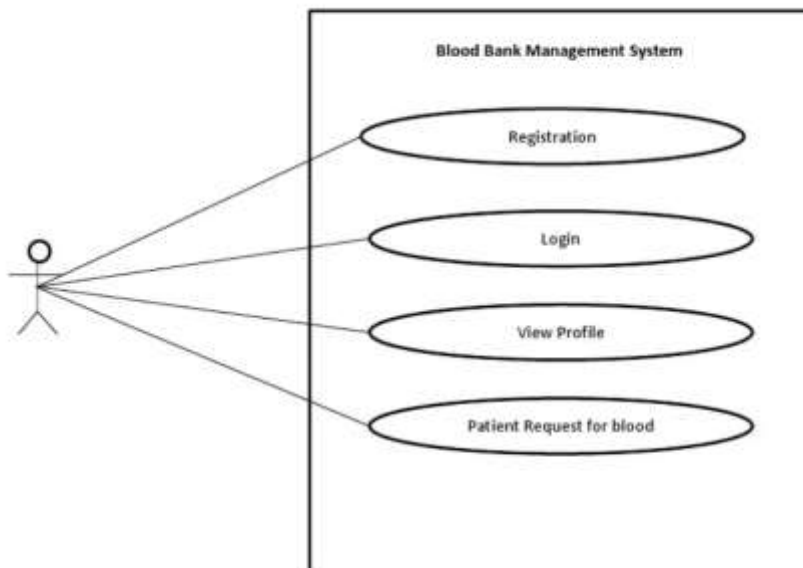 Blood Bank Management System
Registration
Login
View Profile
Patient Request for blood